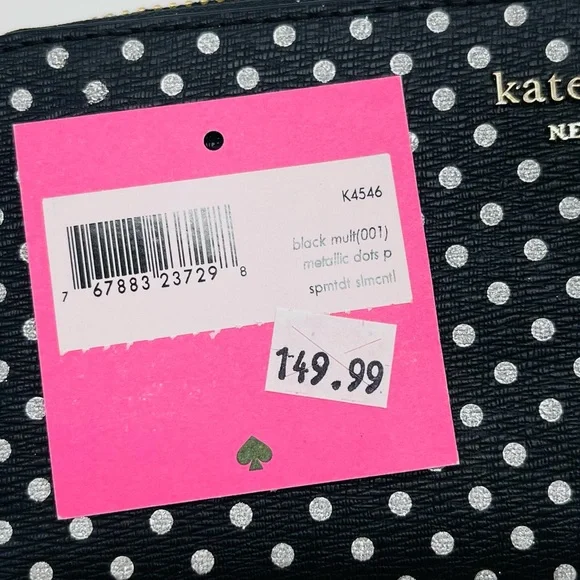 kate
NE
K4546
black mult(001)
metallic dots p
spmtdt slmcntl
7 67883 23729 8
149.99